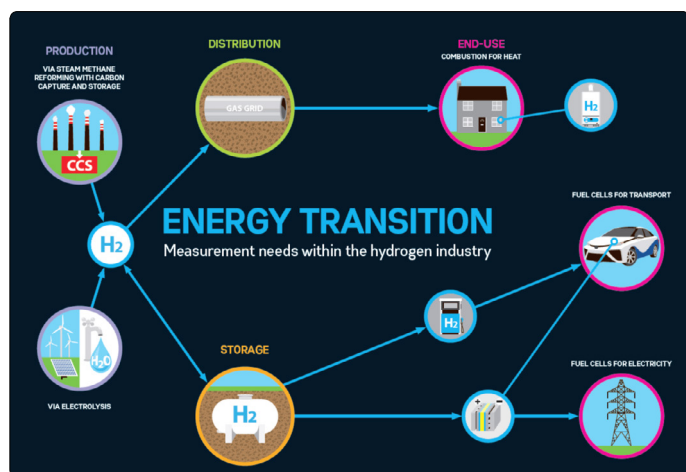 PRODUCTION
VIA STEAM METHANE
REFORMING WITH CARBON
CAPTURE AND STORAGE
CCS
DISTRIBUTION
GAS GRID
END-USE
COMBUSTION FOR HEAT
H2
H2
ENERGY TRANSITION
Measurement needs within the hydrogen industry
FUEL CELLS FOR TRANSPORT
H2
H2O
VIA ELECTROLYSIS
STORAGE
H2
+ −
FUEL CELLS FOR ELECTRICITY